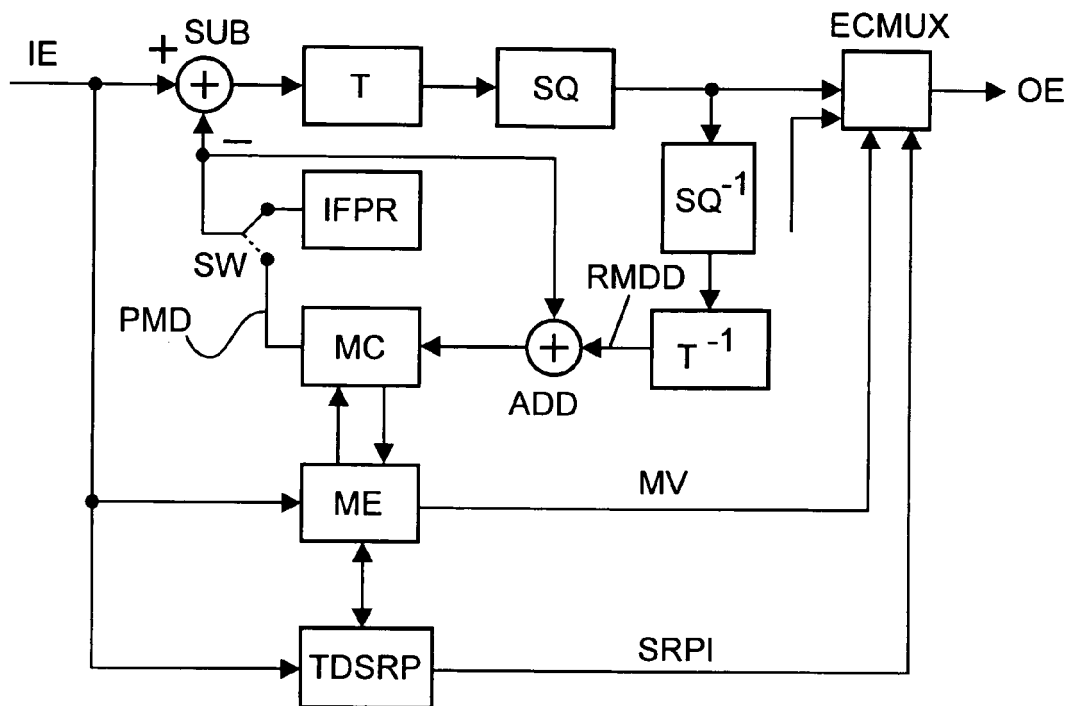 ECMUX
SUB
IE
+
+
T
SQ
OE
−
SQ-1
IFPR
SW
RMDD
PMD
MC
+
T -1
ADD
ME
MV
TDSRP
SRPI